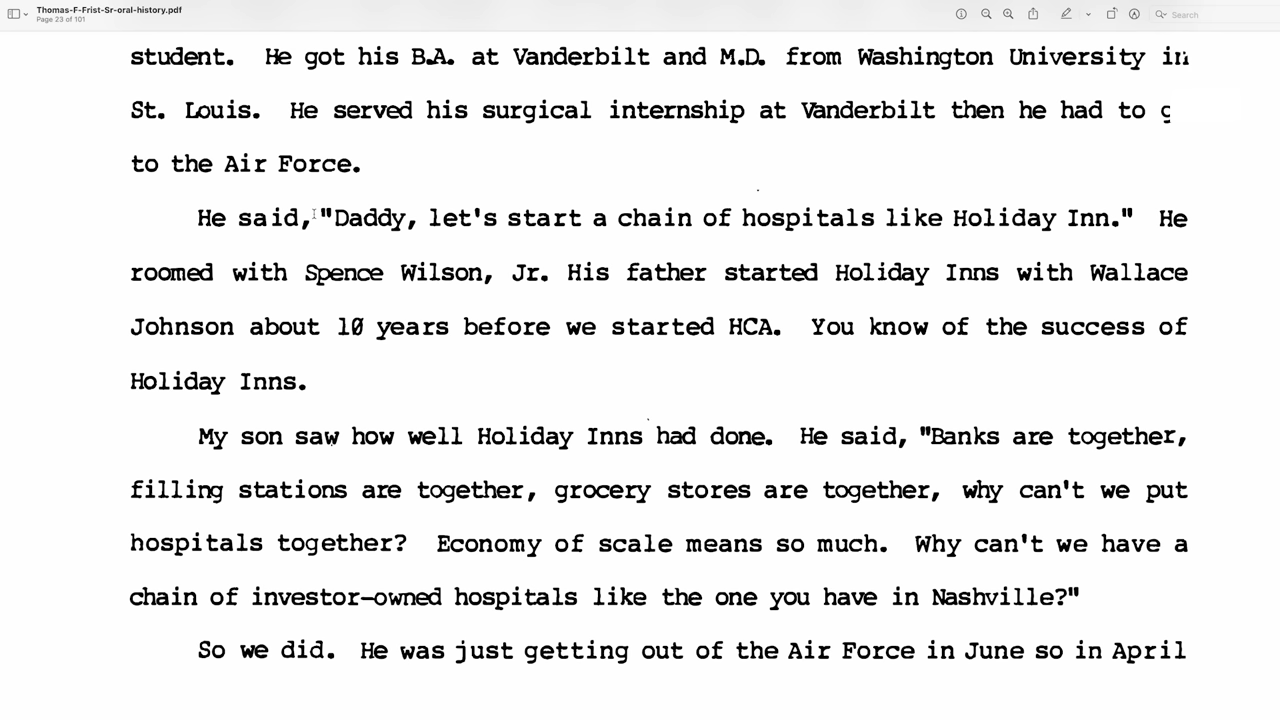 Thomas-F-Frist-Sr-oral-history.pdf
Page 23 of 101
Search
student. He got his B.A. at Vanderbilt and M.D. from Washington University in
St. Louis. He served his surgical internship at Vanderbilt then he had to
to the Air Force.
He said, "Daddy, let's start a chain of hospitals like Holiday Inn." He
roomed with Spence Wilson, Jr. His father started Holiday Inns with Wallace
Johnson about 10 years before we started HCA. You know of the success of
Holiday Inns.
My son saw how well Holiday Inns had done. He said, "Banks are together,
filling stations are together, grocery stores are together, why can't we put
hospitals together? Economy of scale means so much. Why can't we have a
chain of investor-owned hospitals like the one you have in Nashville?"
So we did. He was just getting out of the Air Force in June so in April